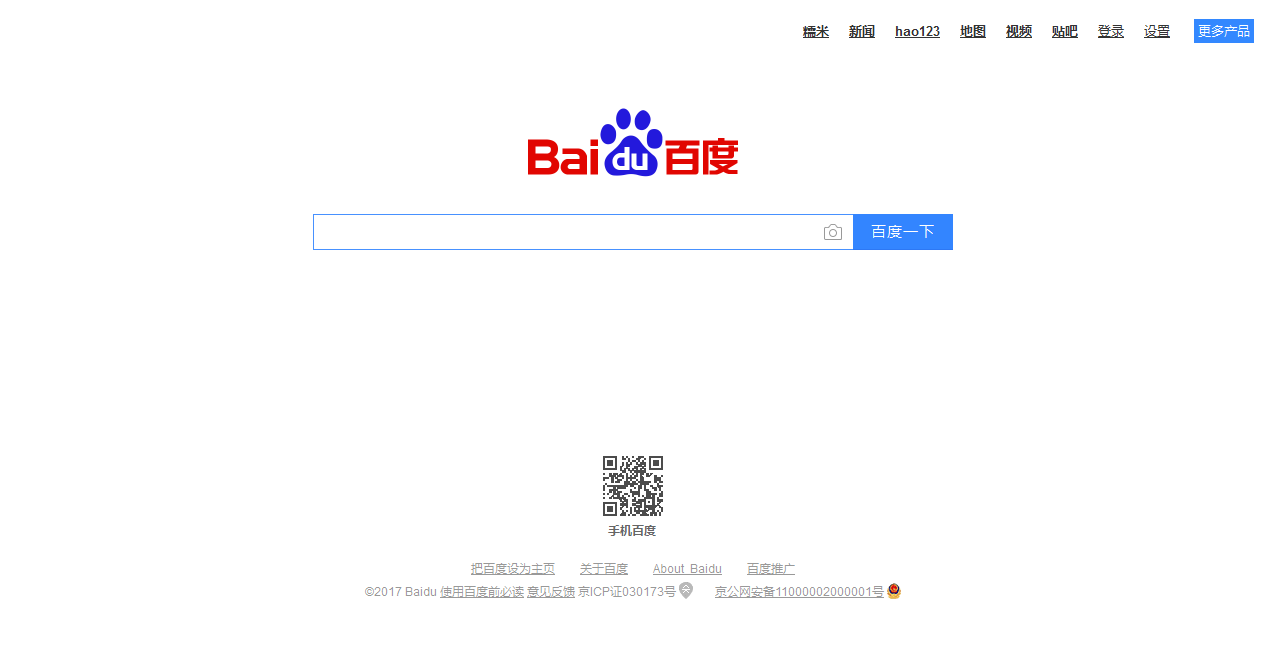 糯米 新闻 hao123 地图 视频 贴吧 登录 设置 更多产品
Bai du 百度
百度一下
手机百度
把百度设为主页 关于百度 About Baidu 百度推广
©2017 Baidu 使用百度前必读 意见反馈 京ICP证030173号 京公网安备11000002000001号